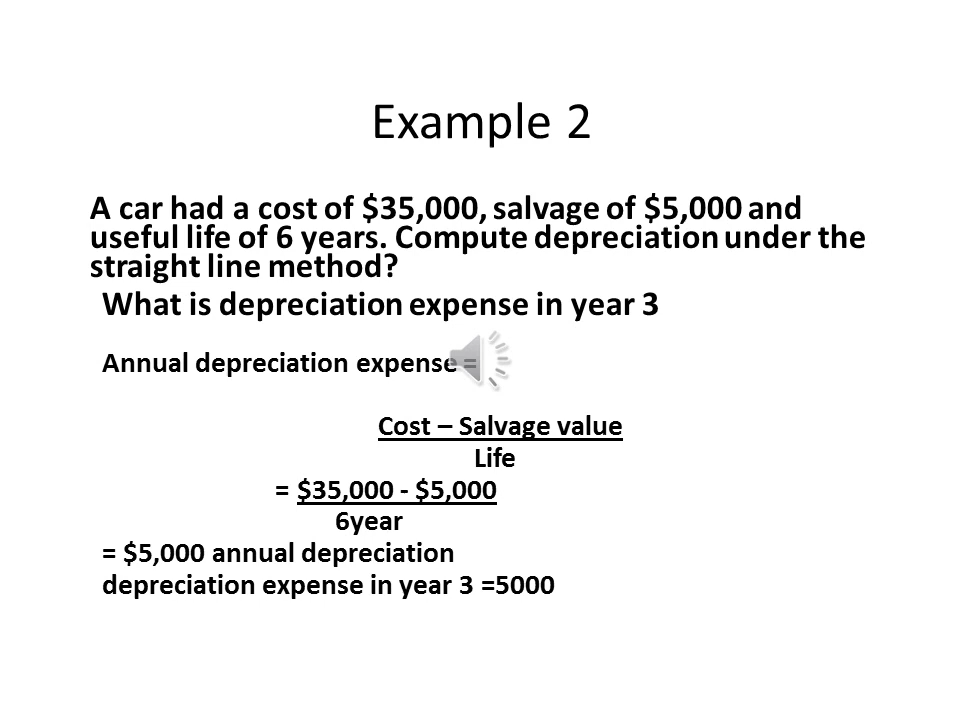 Example 2
A car had a cost of $35,000, salvage of $5,000 and
useful life of 6 years. Compute depreciation under the
straight line method?
What is depreciation expense in year 3
Annual depreciation expense =
Cost – Salvage value
Life
= $35,000 - $5,000
6year
= $5,000 annual depreciation
depreciation expense in year 3 =5000